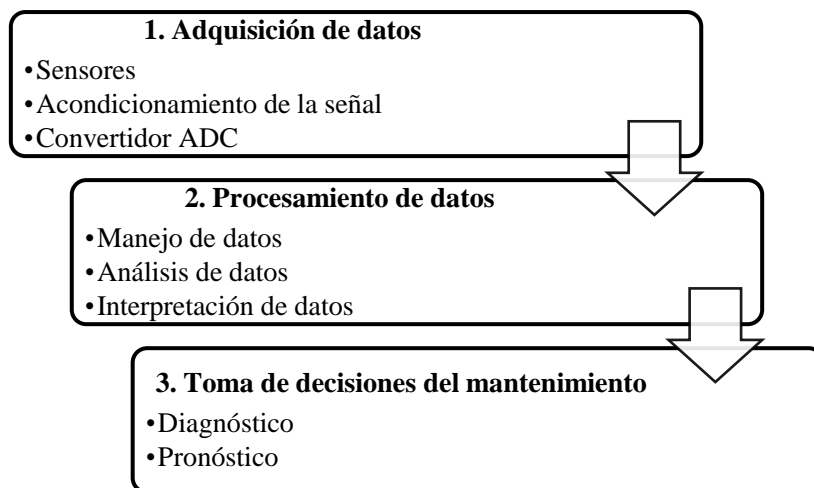 1. Adquisición de datos
•Sensores
•Acondicionamiento de la señal
•Convertidor ADC
2. Procesamiento de datos
•Manejo de datos
•Análisis de datos
•Interpretación de datos
3. Toma de decisiones del mantenimiento
•Diagnóstico
•Pronóstico